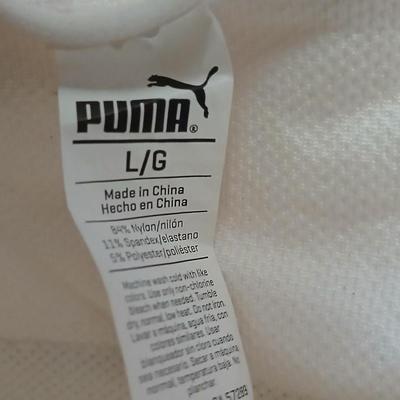 PUMA®
L/G
Made in China
Hecho en China
84% Nylon/nilón
11% Spandex/elastano
5% Polyester/poliéster
Machine wash cold with like
colors. Use only non-chlorine
Bleach when needed. Tumble
dry, normal, low heat. Do not iron.
Lavar a máquina, agua fría, con
colores similares. Usar
blanqueador sin cloro cuando
sea necesario. Secar a máquina,
normal, temperatura baja. No
planchar.
57289